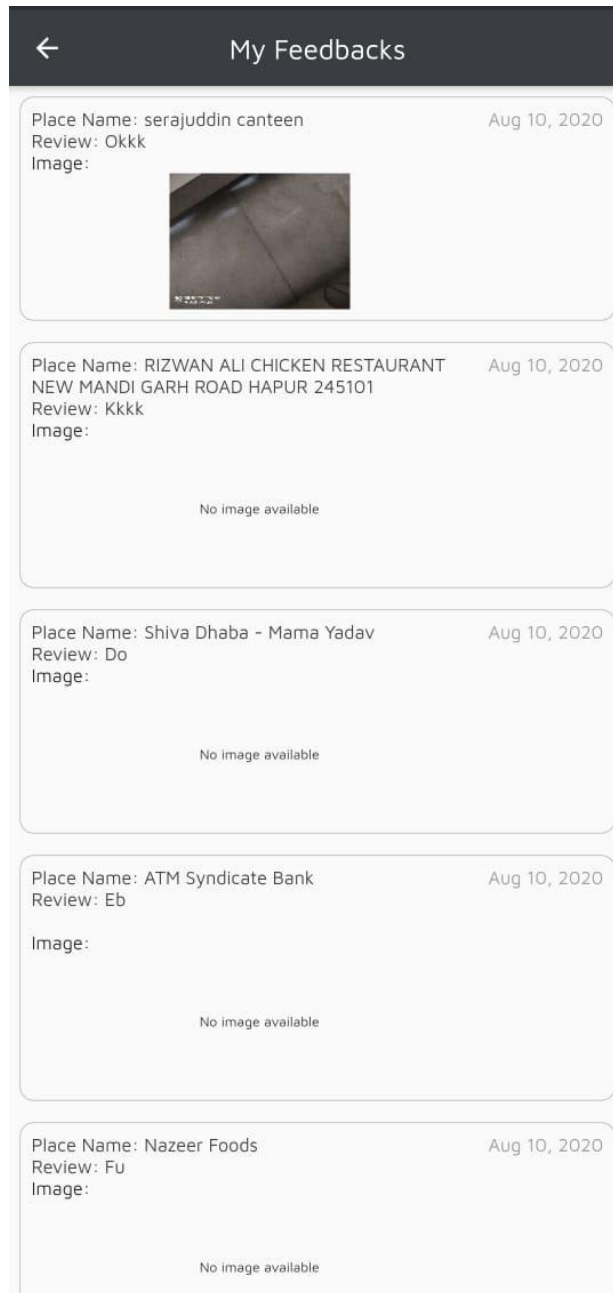 My Feedbacks
Place Name: serajuddin canteen Aug 10, 2020
Review: Okkk
Image:
Place Name: RIZWAN ALI CHICKEN RESTAURANT Aug 10, 2020
NEW MANDI GARH ROAD HAPUR 245101
Review: Kkkk
Image:
No image available
Place Name: Shiva Dhaba - Mama Yadav Aug 10, 2020
Review: Do
Image:
No image available
Place Name: ATM Syndicate Bank Aug 10, 2020
Review: Eb
Image:
No image available
Place Name: Nazeer Foods Aug 10, 2020
Review: Fu
Image:
No image available